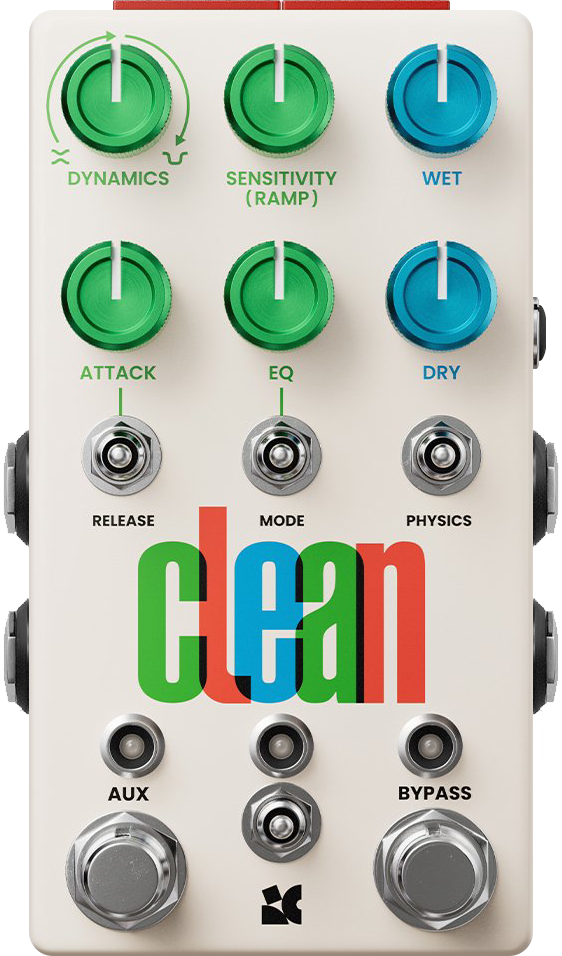 DYNAMICS
SENSITIVITY
(RAMP)
WET
ATTACK
EQ
DRY
RELEASE
MODE
PHYSICS
clean
AUX
BYPASS